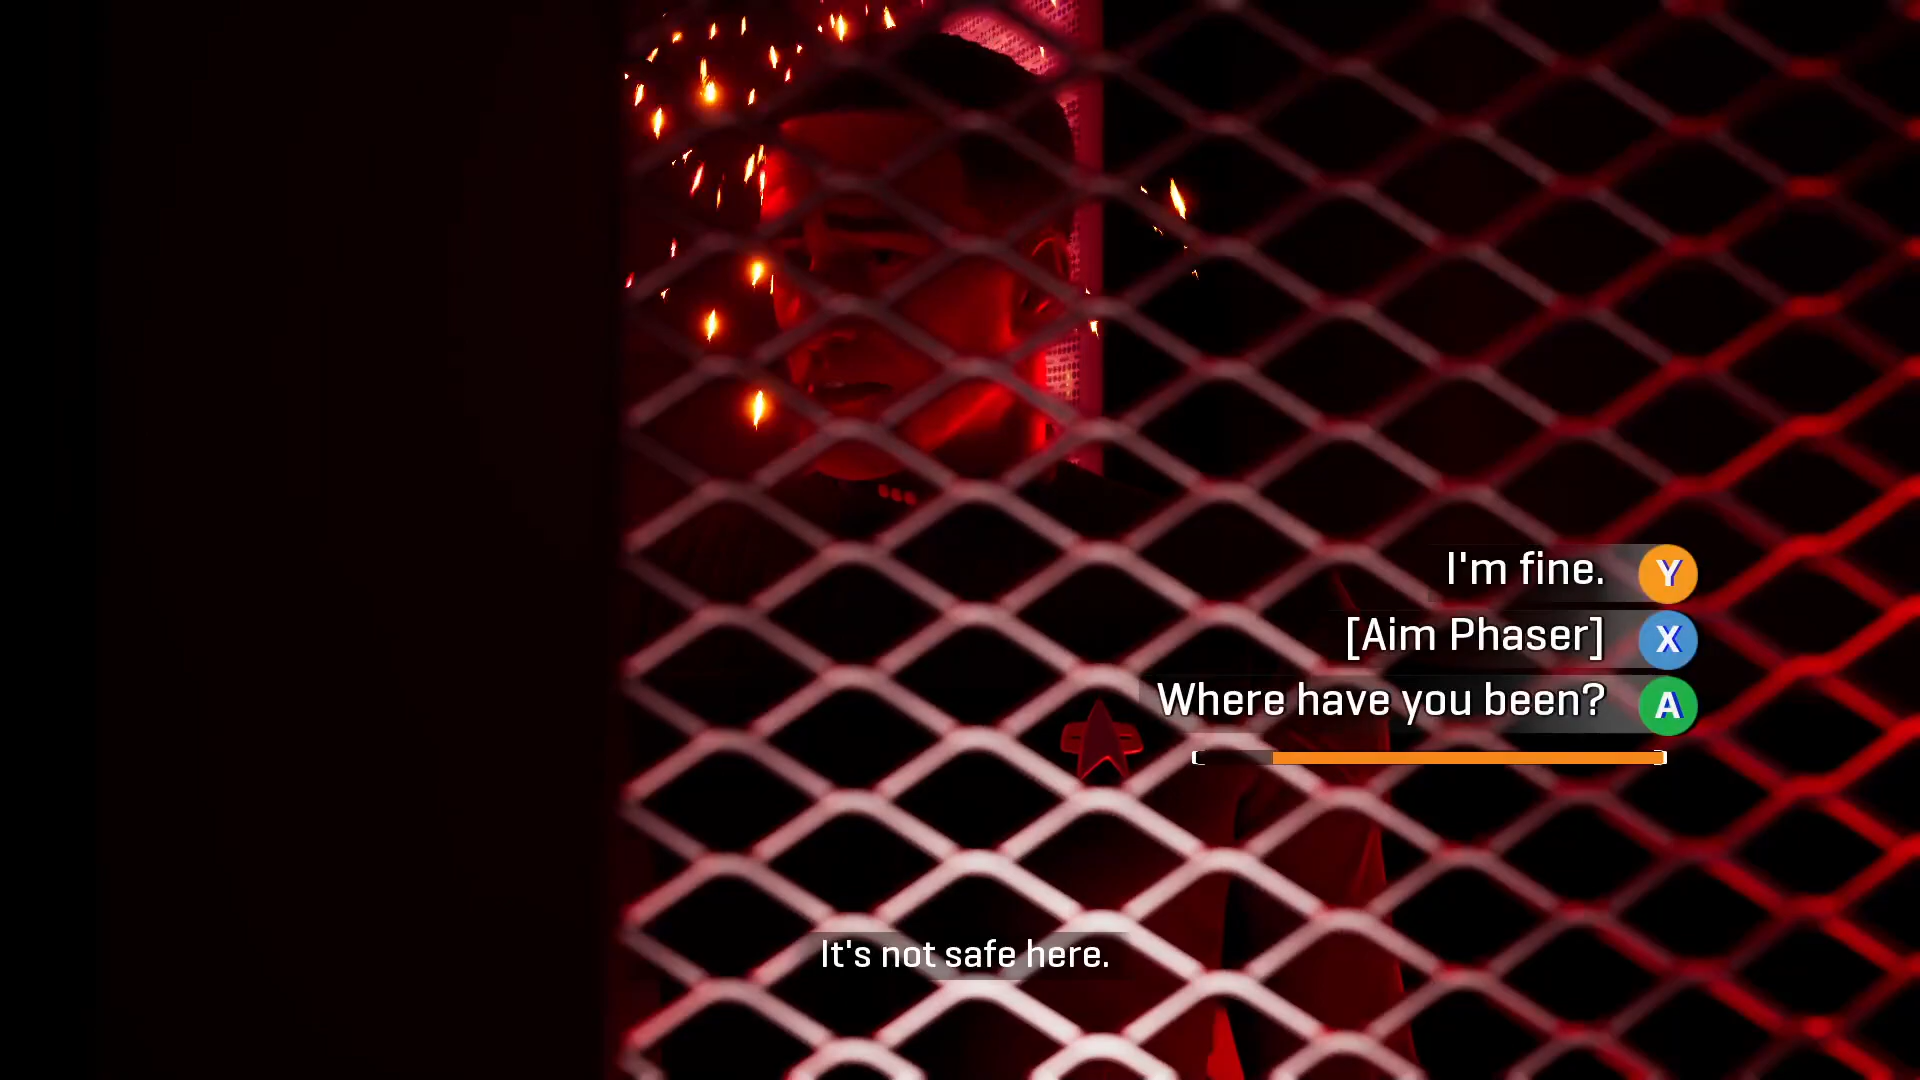 I'm fine. Y
[Aim Phaser] X
Where have you been? A
It's not safe here.